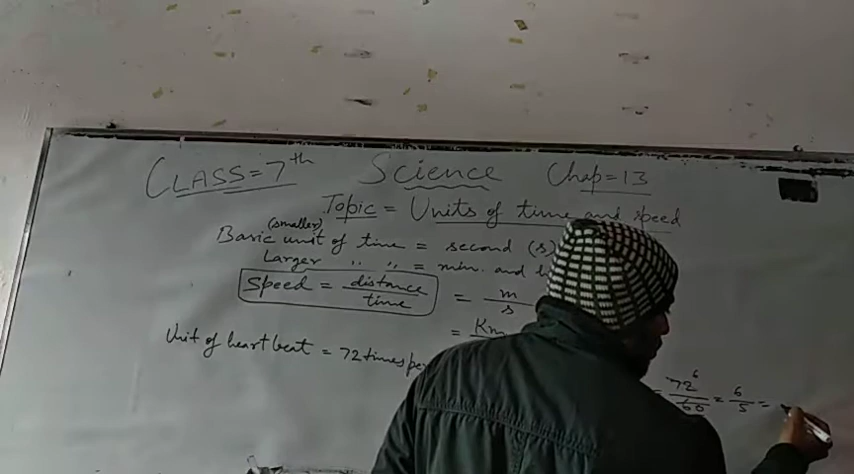 CLASS = 7th Science Chap = 13
Topic = Units of time and speed
(smaller)
Basic unit of time = second (s)
Larger " " = min. and
Speed = distance / time = m / s
= Km
Unit of heart beat = 72 times
= 72 6 / 60 = 6 / 5 =